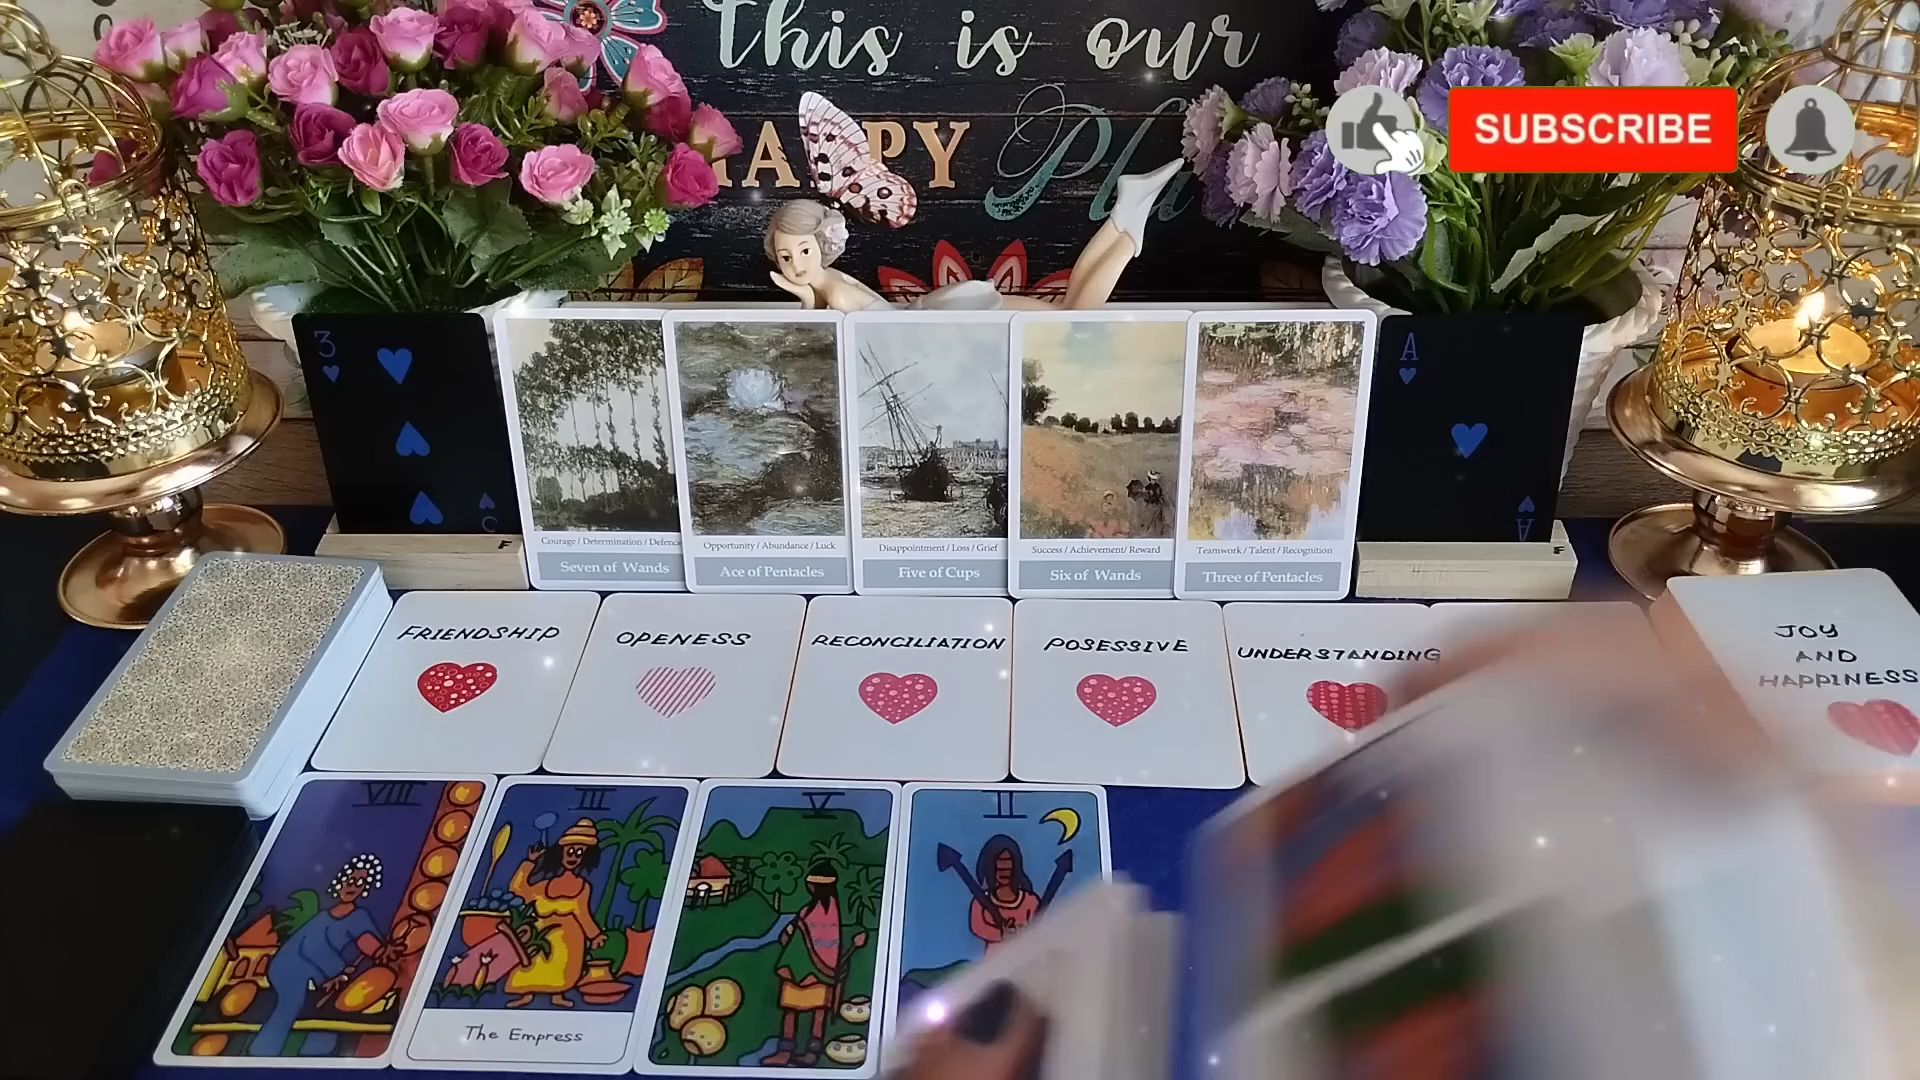 this is our
HAPPY Pla
SUBSCRIBE
3
A
A
F
F
Courage / Determination / Defence
Seven of Wands
Opportunity / Abundance / Luck
Ace of Pentacles
Disappointment / Loss / Grief
Five of Cups
Success / Achievement/ Reward
Six of Wands
Teamwork / Talent / Recognition
Three of Pentacles
FRIENDSHIP
OPENESS
RECONCILIATION
POSESSIVE
UNDERSTANDING
JOY
AND
HAPPINESS
VIII
III
V
II
The Empress